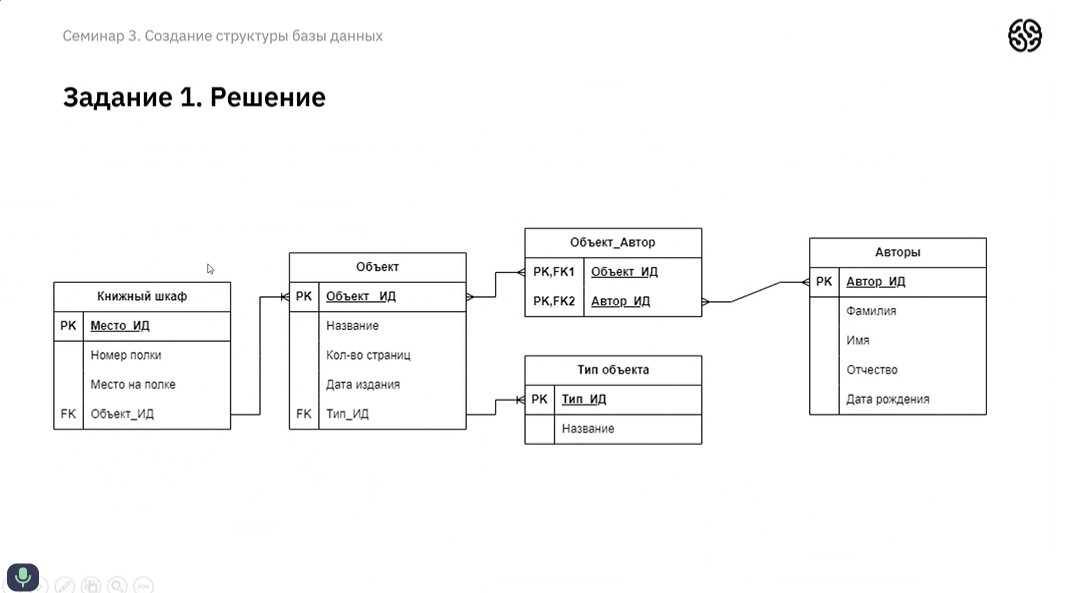 Семинар 3. Создание структуры базы данных
Задание 1. Решение
Книжный шкаф
PK Место_ИД
Номер полки
Место на полке
FK Объект_ИД
Объект
PK Объект_ИД
Название
Кол-во страниц
Дата издания
FK Тип_ИД
Объект_Автор
PK,FK1 Объект_ИД
PK,FK2 Автор_ИД
Тип объекта
PK Тип_ИД
Название
Авторы
PK Автор_ИД
Фамилия
Имя
Отчество
Дата рождения